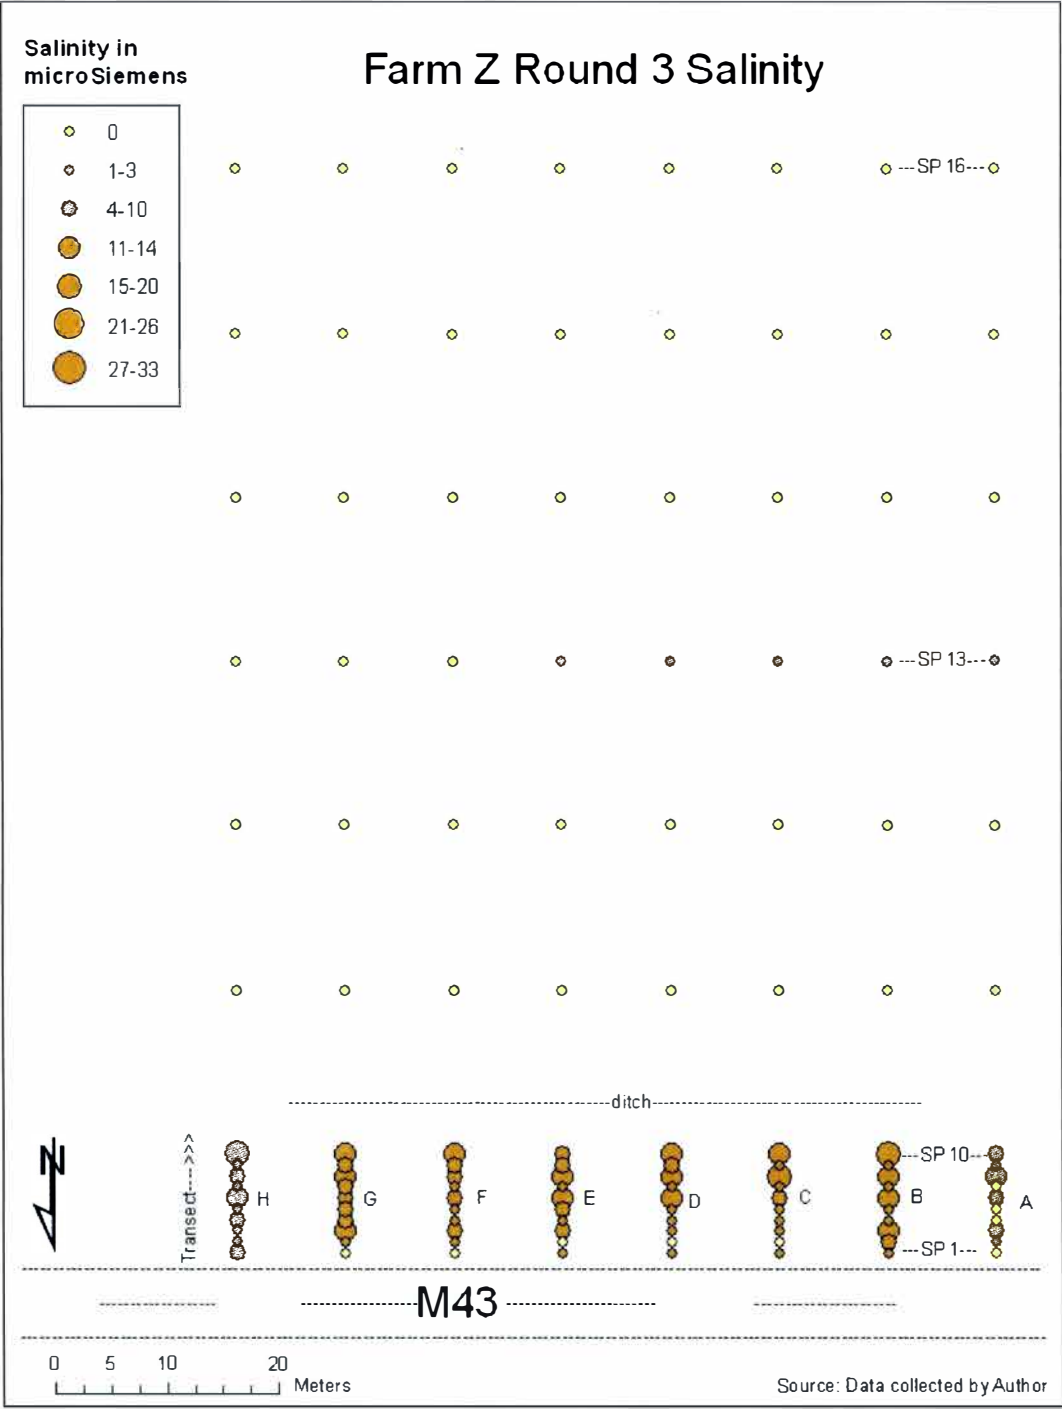 Salinity in
microSiemens
Farm Z Round 3 Salinity
0
1-3
4-10
11-14
15-20
21-26
27-33
---SP 16---
---SP 13---
ditch
N
Transect---->>>
H
G
F
E
D
C
B
A
---SP 10---
---SP 1---
M43
0 5 10 20
Meters
Source: Data collected by Author